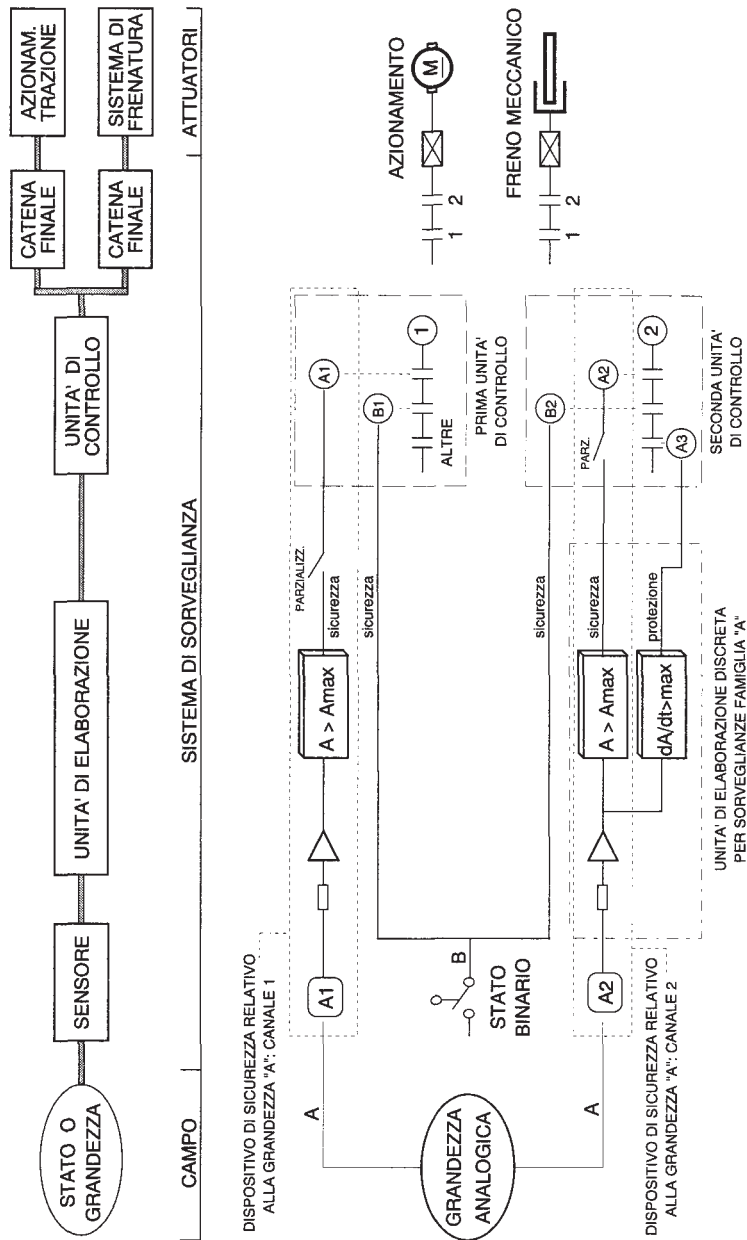 STATO O
GRANDEZZA
SENSORE
UNITA' DI ELABORAZIONE
UNITA' DI
CONTROLLO
CATENA
FINALE
AZIONAM.
TRAZIONE
CATENA
FINALE
SISTEMA DI
FRENATURA
CAMPO
SISTEMA DI SORVEGLIANZA
ATTUATORI
DISPOSITIVO DI SICUREZZA RELATIVO
ALLA GRANDEZZA "A": CANALE 1
A
A1
A > Amax
PARZIALIZZ.
sicurezza
A1
B1
sicurezza
ALTRE
1
PRIMA UNITA'
DI CONTROLLO
AZIONAMENTO
M
1 2
GRANDEZZA
ANALOGICA
B
STATO
BINARIO
FRENO MECCANICO
1 2
A
A2
sicurezza
B2
A > Amax
sicurezza
PARZ.
A2
dA/dt>max
protezione
A3
2
SECONDA UNITA'
DI CONTROLLO
DISPOSITIVO DI SICUREZZA RELATIVO
ALLA GRANDEZZA "A": CANALE 2
UNITA' DI ELABORAZIONE DISCRETA
PER SORVEGLIANZE FAMIGLIA "A"